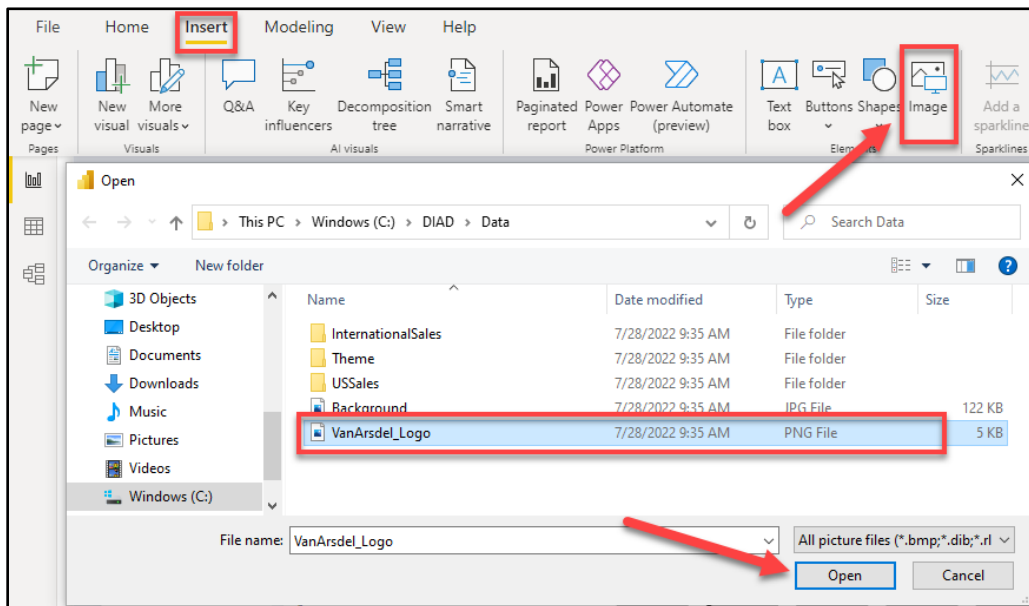 File Home Insert Modeling View Help
New page
New visual
More visuals
Q&A
Key influencers
Decomposition tree
Smart narrative
Paginated report
Power Apps
Power Automate (preview)
Text box
Buttons
Shapes
Image
Add a sparkline
Pages Visuals AI visuals Power Platform Elements Sparklines
Open
This PC > Windows (C:) > DIAD > Data
Search Data
Organize New folder
Name Date modified Type Size
3D Objects
Desktop
Documents
Downloads
Music
Pictures
Videos
Windows (C:)
InternationalSales 7/28/2022 9:35 AM File folder
Theme 7/28/2022 9:35 AM File folder
USSales 7/28/2022 9:35 AM File folder
Background 7/28/2022 9:35 AM JPG File 122 KB
VanArsdel_Logo 7/28/2022 9:35 AM PNG File 5 KB
File name: VanArsdel_Logo All picture files (*.bmp;*.dib;*.rl
Open Cancel